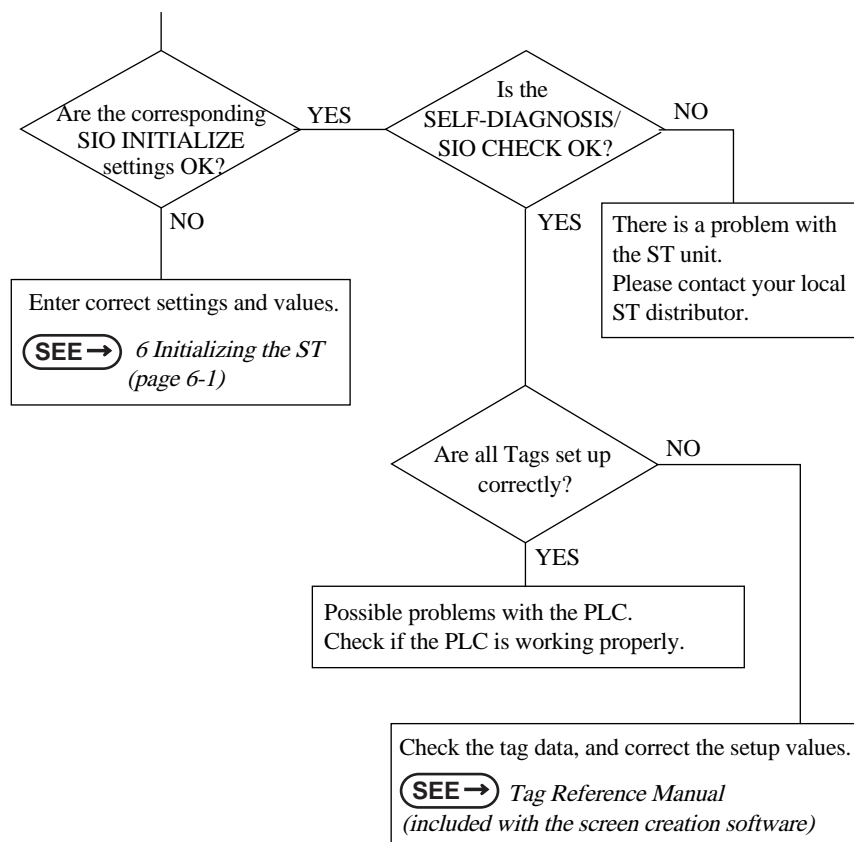 Are the corresponding
SIO INITIALIZE
settings OK?
YES
Is the
SELF-DIAGNOSIS/
SIO CHECK OK?
NO
NO
YES
There is a problem with
the ST unit.
Please contact your local
ST distributor.
Enter correct settings and values.
SEE→ 6 Initializing the ST
(page 6-1)
Are all Tags set up
correctly?
NO
YES
Possible problems with the PLC.
Check if the PLC is working properly.
Check the tag data, and correct the setup values.
SEE→ Tag Reference Manual
(included with the screen creation software)